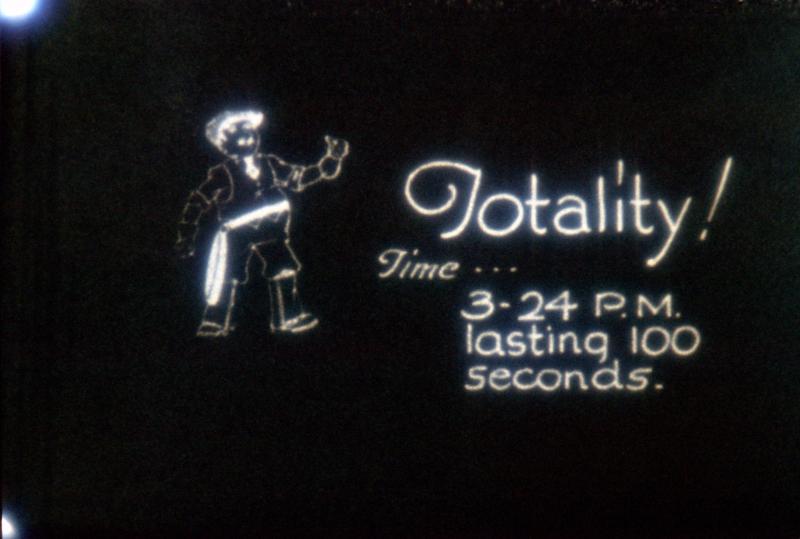 Totality!
Time ...
3-24 P.M.
lasting 100
seconds.